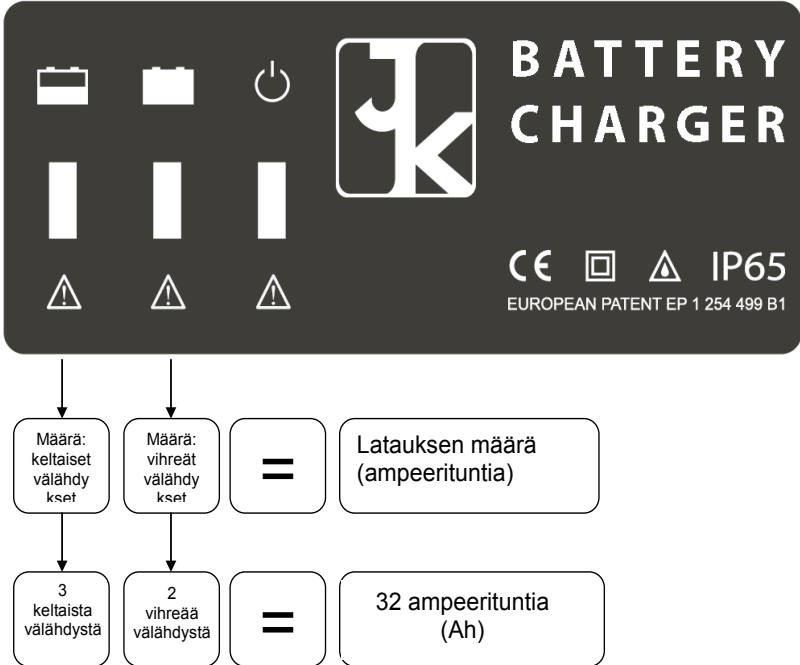 JK
BATTERY
CHARGER
CE IP65
EUROPEAN PATENT EP 1 254 499 B1
Määrä:
keltaiset
välähdy
kset
Määrä:
vihreät
välähdy
kset
=
Latauksen määrä
(ampeerituntia)
3
keltaista
välähdystä
2
vihreää
välähdystä
=
32 ampeerituntia
(Ah)